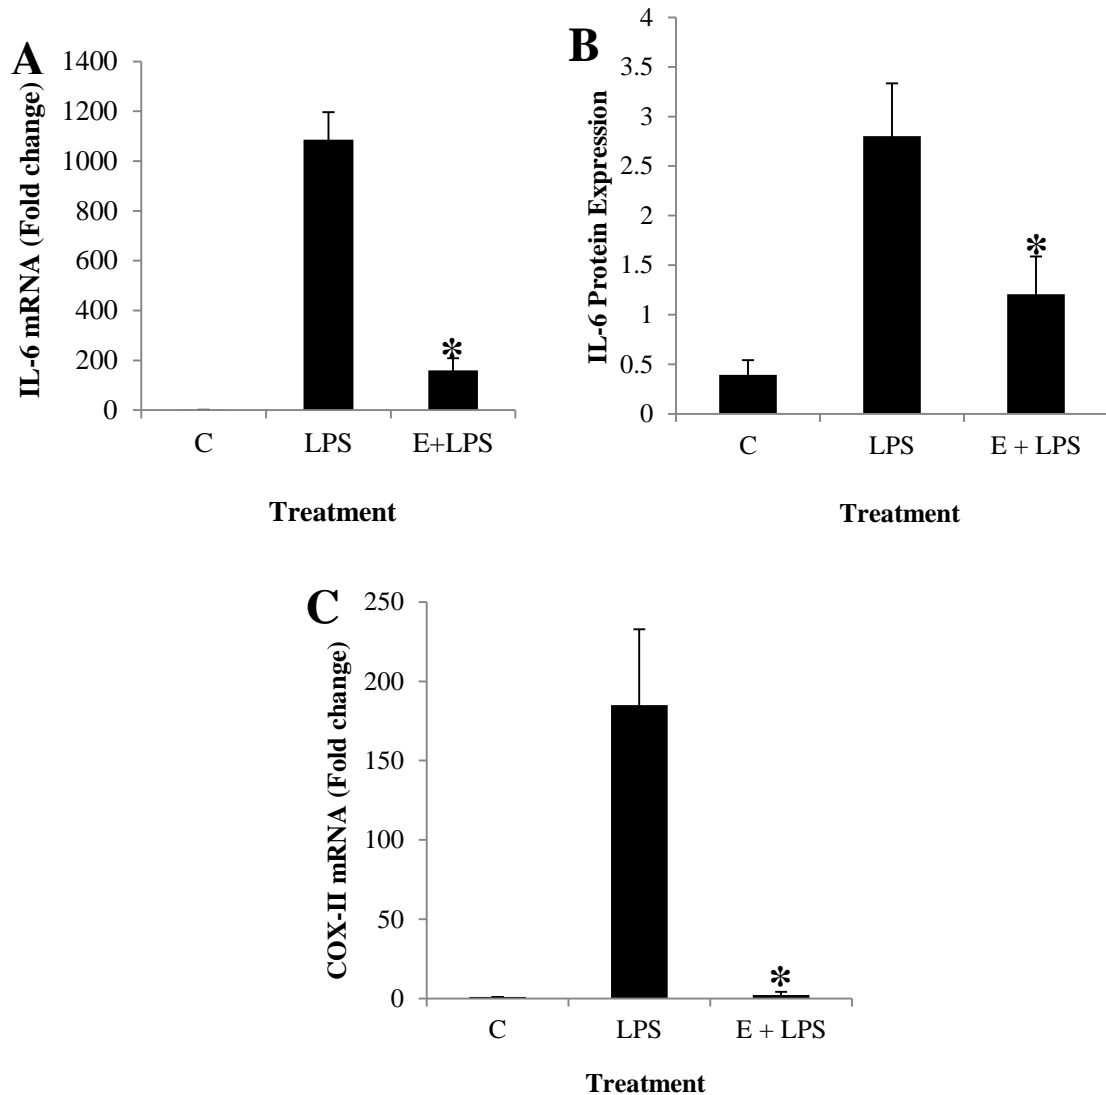 A
IL-6 mRNA (Fold change)
1400
1200
1000
800
600
400
200
0
*
C LPS E+LPS
Treatment
B
IL-6 Protein Expression
4
3.5
3
2.5
2
1.5
1
0.5
0
*
C LPS E + LPS
Treatment
C
COX-II mRNA (Fold change)
250
200
150
100
50
0
*
C LPS E + LPS
Treatment